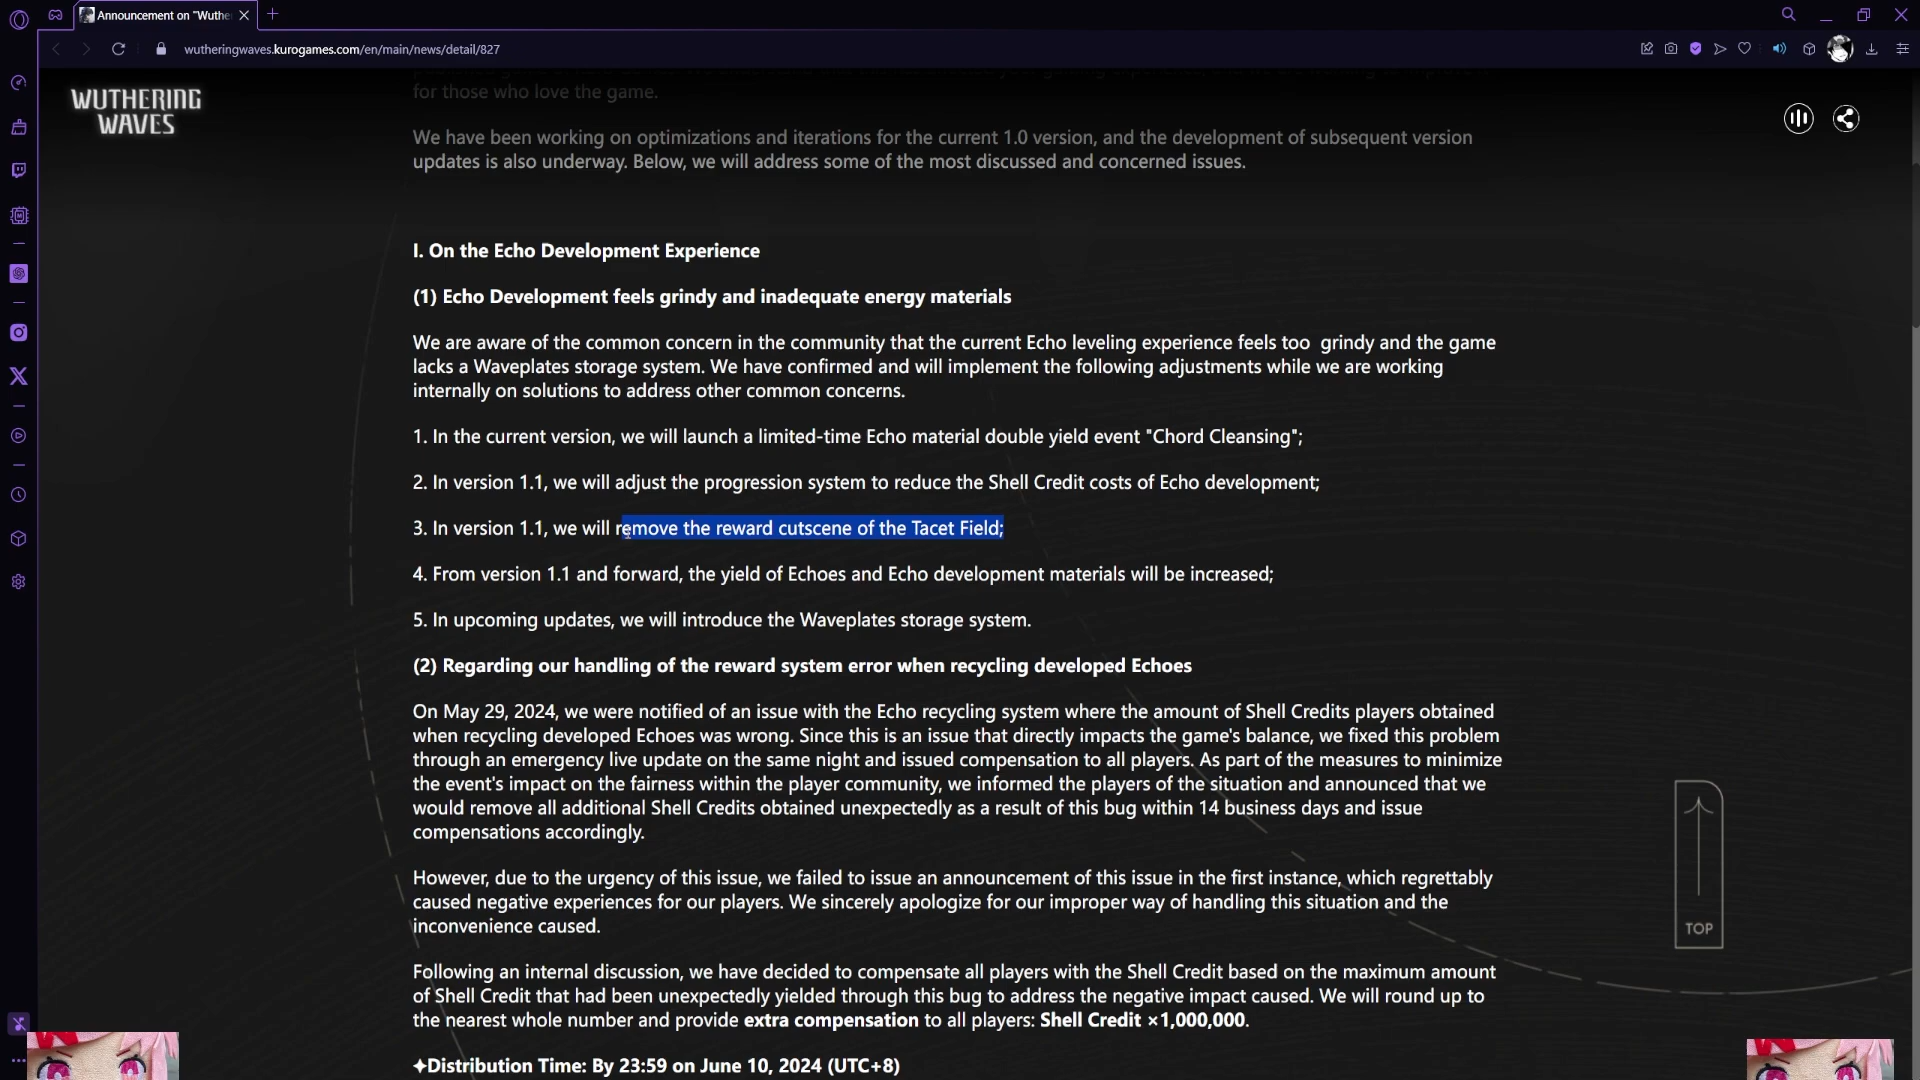 Announcement on "Wuthe
wutheringwaves.kurogames.com/en/main/news/detail/827
WUTHERING
WAVES
for those who love the game.
We have been working on optimizations and iterations for the current 1.0 version, and the development of subsequent version
updates is also underway. Below, we will address some of the most discussed and concerned issues.
I. On the Echo Development Experience
(1) Echo Development feels grindy and inadequate energy materials
We are aware of the common concern in the community that the current Echo leveling experience feels too grindy and the game
lacks a Waveplates storage system. We have confirmed and will implement the following adjustments while we are working
internally on solutions to address other common concerns.
1. In the current version, we will launch a limited-time Echo material double yield event "Chord Cleansing";
2. In version 1.1, we will adjust the progression system to reduce the Shell Credit costs of Echo development;
3. In version 1.1, we will remove the reward cutscene of the Tacet Field;
4. From version 1.1 and forward, the yield of Echoes and Echo development materials will be increased;
5. In upcoming updates, we will introduce the Waveplates storage system.
(2) Regarding our handling of the reward system error when recycling developed Echoes
On May 29, 2024, we were notified of an issue with the Echo recycling system where the amount of Shell Credits players obtained
when recycling developed Echoes was wrong. Since this is an issue that directly impacts the game's balance, we fixed this problem
through an emergency live update on the same night and issued compensation to all players. As part of the measures to minimize
the event's impact on the fairness within the player community, we informed the players of the situation and announced that we
would remove all additional Shell Credits obtained unexpectedly as a result of this bug within 14 business days and issue
compensations accordingly.
However, due to the urgency of this issue, we failed to issue an announcement of this issue in the first instance, which regrettably
caused negative experiences for our players. We sincerely apologize for our improper way of handling this situation and the
inconvenience caused.
Following an internal discussion, we have decided to compensate all players with the Shell Credit based on the maximum amount
of Shell Credit that had been unexpectedly yielded through this bug to address the negative impact caused. We will round up to
the nearest whole number and provide extra compensation to all players: Shell Credit ×1,000,000.
✦Distribution Time: By 23:59 on June 10, 2024 (UTC+8)
TOP